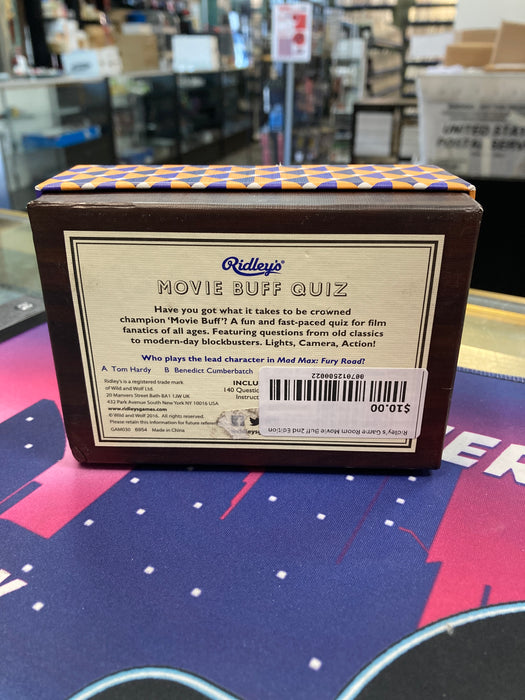 UNITED STATES
POSTAL SERVICE
Ridley's®
MOVIE BUFF QUIZ
Have you got what it takes to be crowned
champion 'Movie Buff'? A fun and fast-paced quiz for film
fanatics of all ages. Featuring questions from old classics
to modern-day blockbusters. Lights, Camera, Action!
Who plays the lead character in Mad Max: Fury Road?
A Tom Hardy B Benedict Cumberbatch
Ridley's is a registered trade mark
of Wild and Wolf Ltd.
20 Manvers Street Bath BA1 1JW UK
432 Park Avenue South New York NY 10016 USA
www.ridleysgames.com
© Wild and Wolf 2016. All rights reserved.
Please retain this information for future reference
GAM030 BB54 Made in China
INCLU
140 Questio
Instruct
Ridley's Game Room Movie Buff 2nd Edition
$10.00
007012500022